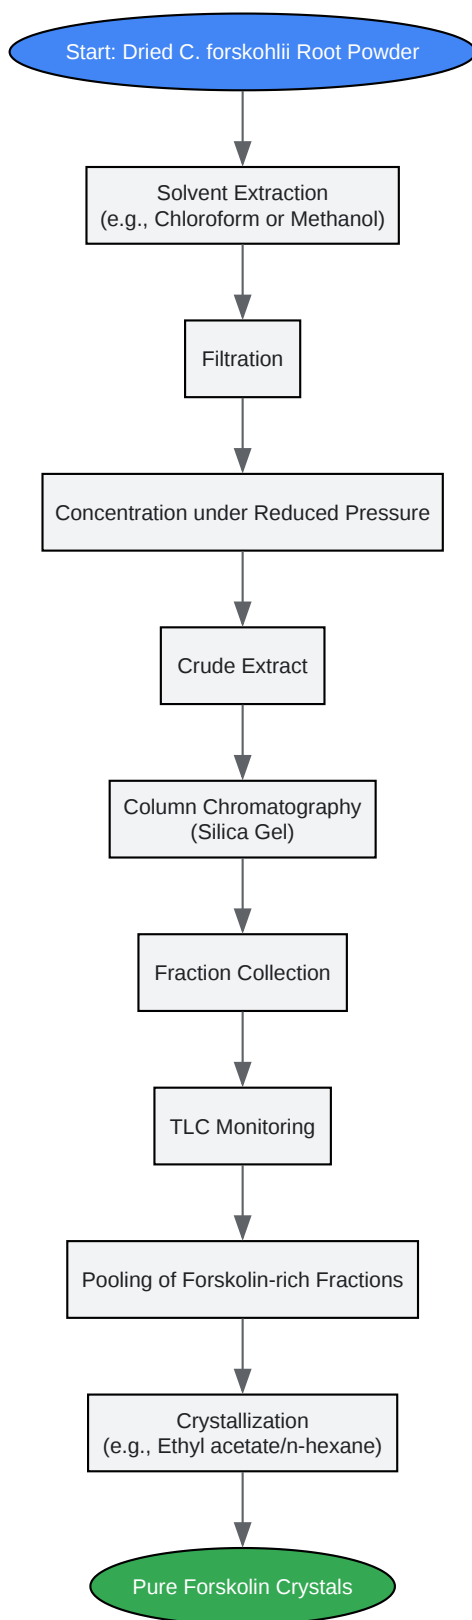 Start: Dried C. forskohlii Root Powder
Solvent Extraction
(e.g., Chloroform or Methanol)
Filtration
Concentration under Reduced Pressure
Crude Extract
Column Chromatography
(Silica Gel)
Fraction Collection
TLC Monitoring
Pooling of Forskolin-rich Fractions
Crystallization
(e.g., Ethyl acetate/n-hexane)
Pure Forskolin Crystals